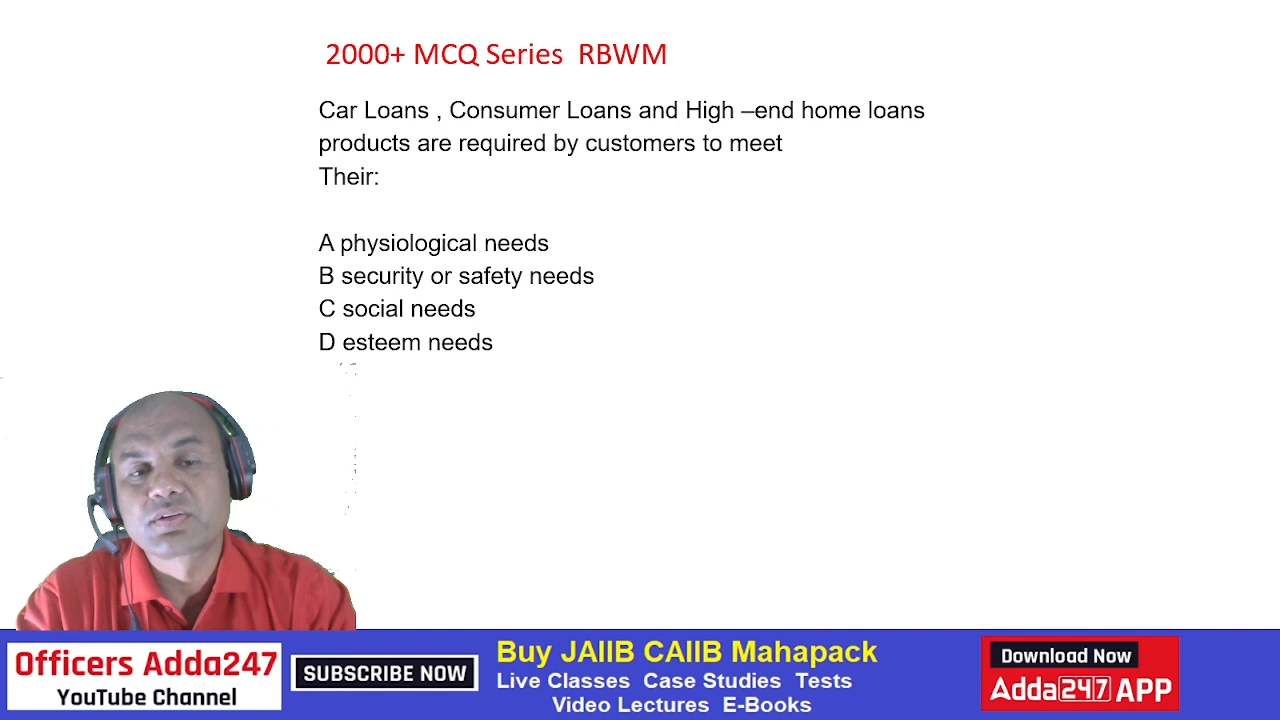 2000+ MCQ Series RBWM
Car Loans , Consumer Loans and High –end home loans
products are required by customers to meet
Their:
A physiological needs
B security or safety needs
C social needs
D esteem needs
Officers Adda247
YouTube Channel
SUBSCRIBE NOW
Buy JAIIB CAIIB Mahapack
Live Classes Case Studies Tests
Video Lectures E-Books
Download Now
Adda247 APP